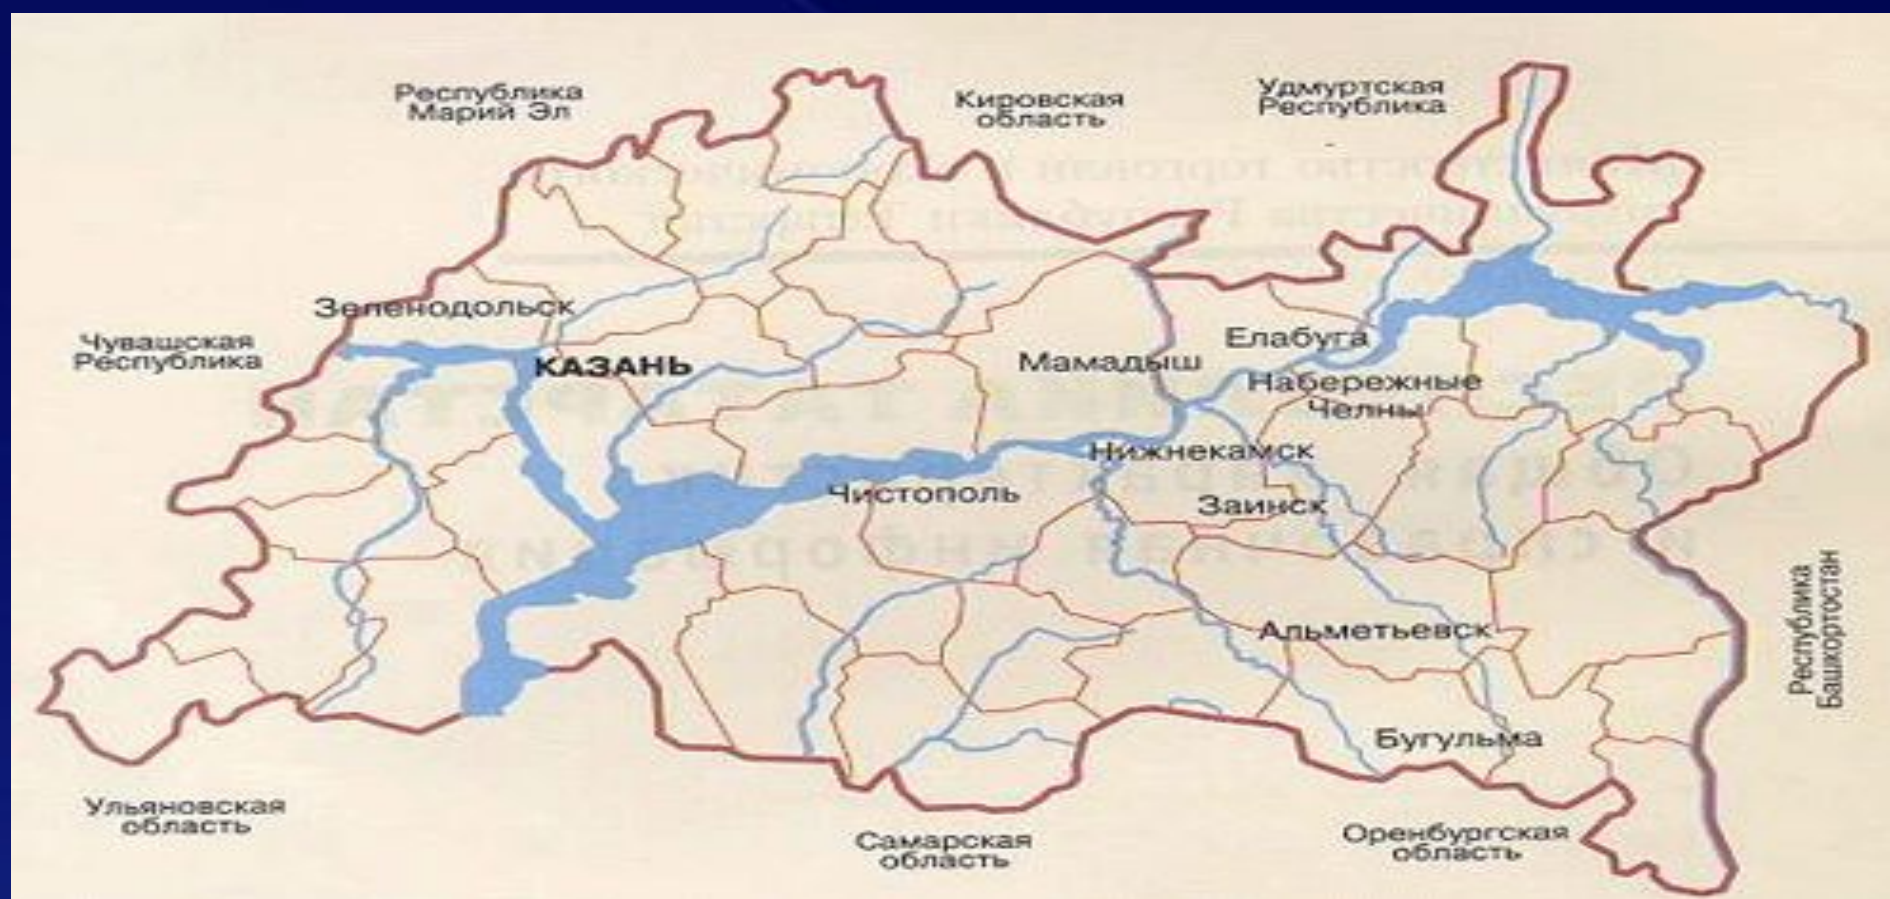 Республика
Марий Эл
Кировская
область
Удмуртская
Республика
Зеленодольск
Чувашская
Республика
КАЗАНЬ
Мамадыш
Елабуга
Набережные
Челны
Нижнекамск
Чистополь
Заинск
Республика
Башкортостан
Альметьевск
Бугульма
Ульяновская
область
Самарская
область
Оренбургская
область